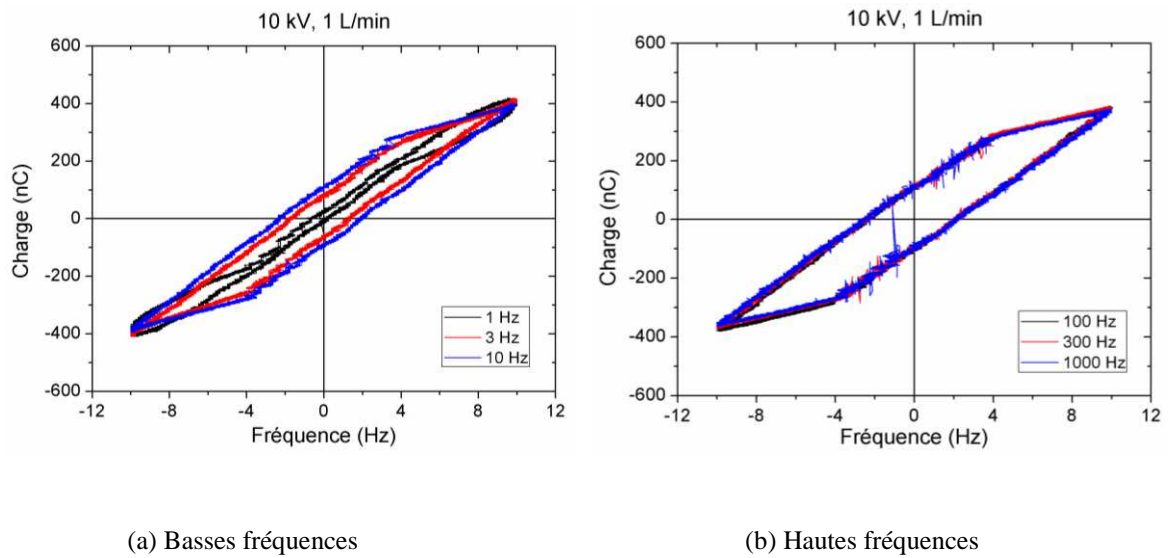 10 kV, 1 L/min
600
400
200
0
-200
-400
-600
Charge (nC)
-12 -8 -4 0 4 8 12
Fréquence (Hz)
1 Hz
3 Hz
10 Hz
10 kV, 1 L/min
600
400
200
0
-200
-400
-600
Charge (nC)
-12 -8 -4 0 4 8 12
Fréquence (Hz)
100 Hz
300 Hz
1000 Hz
(a) Basses fréquences
(b) Hautes fréquences